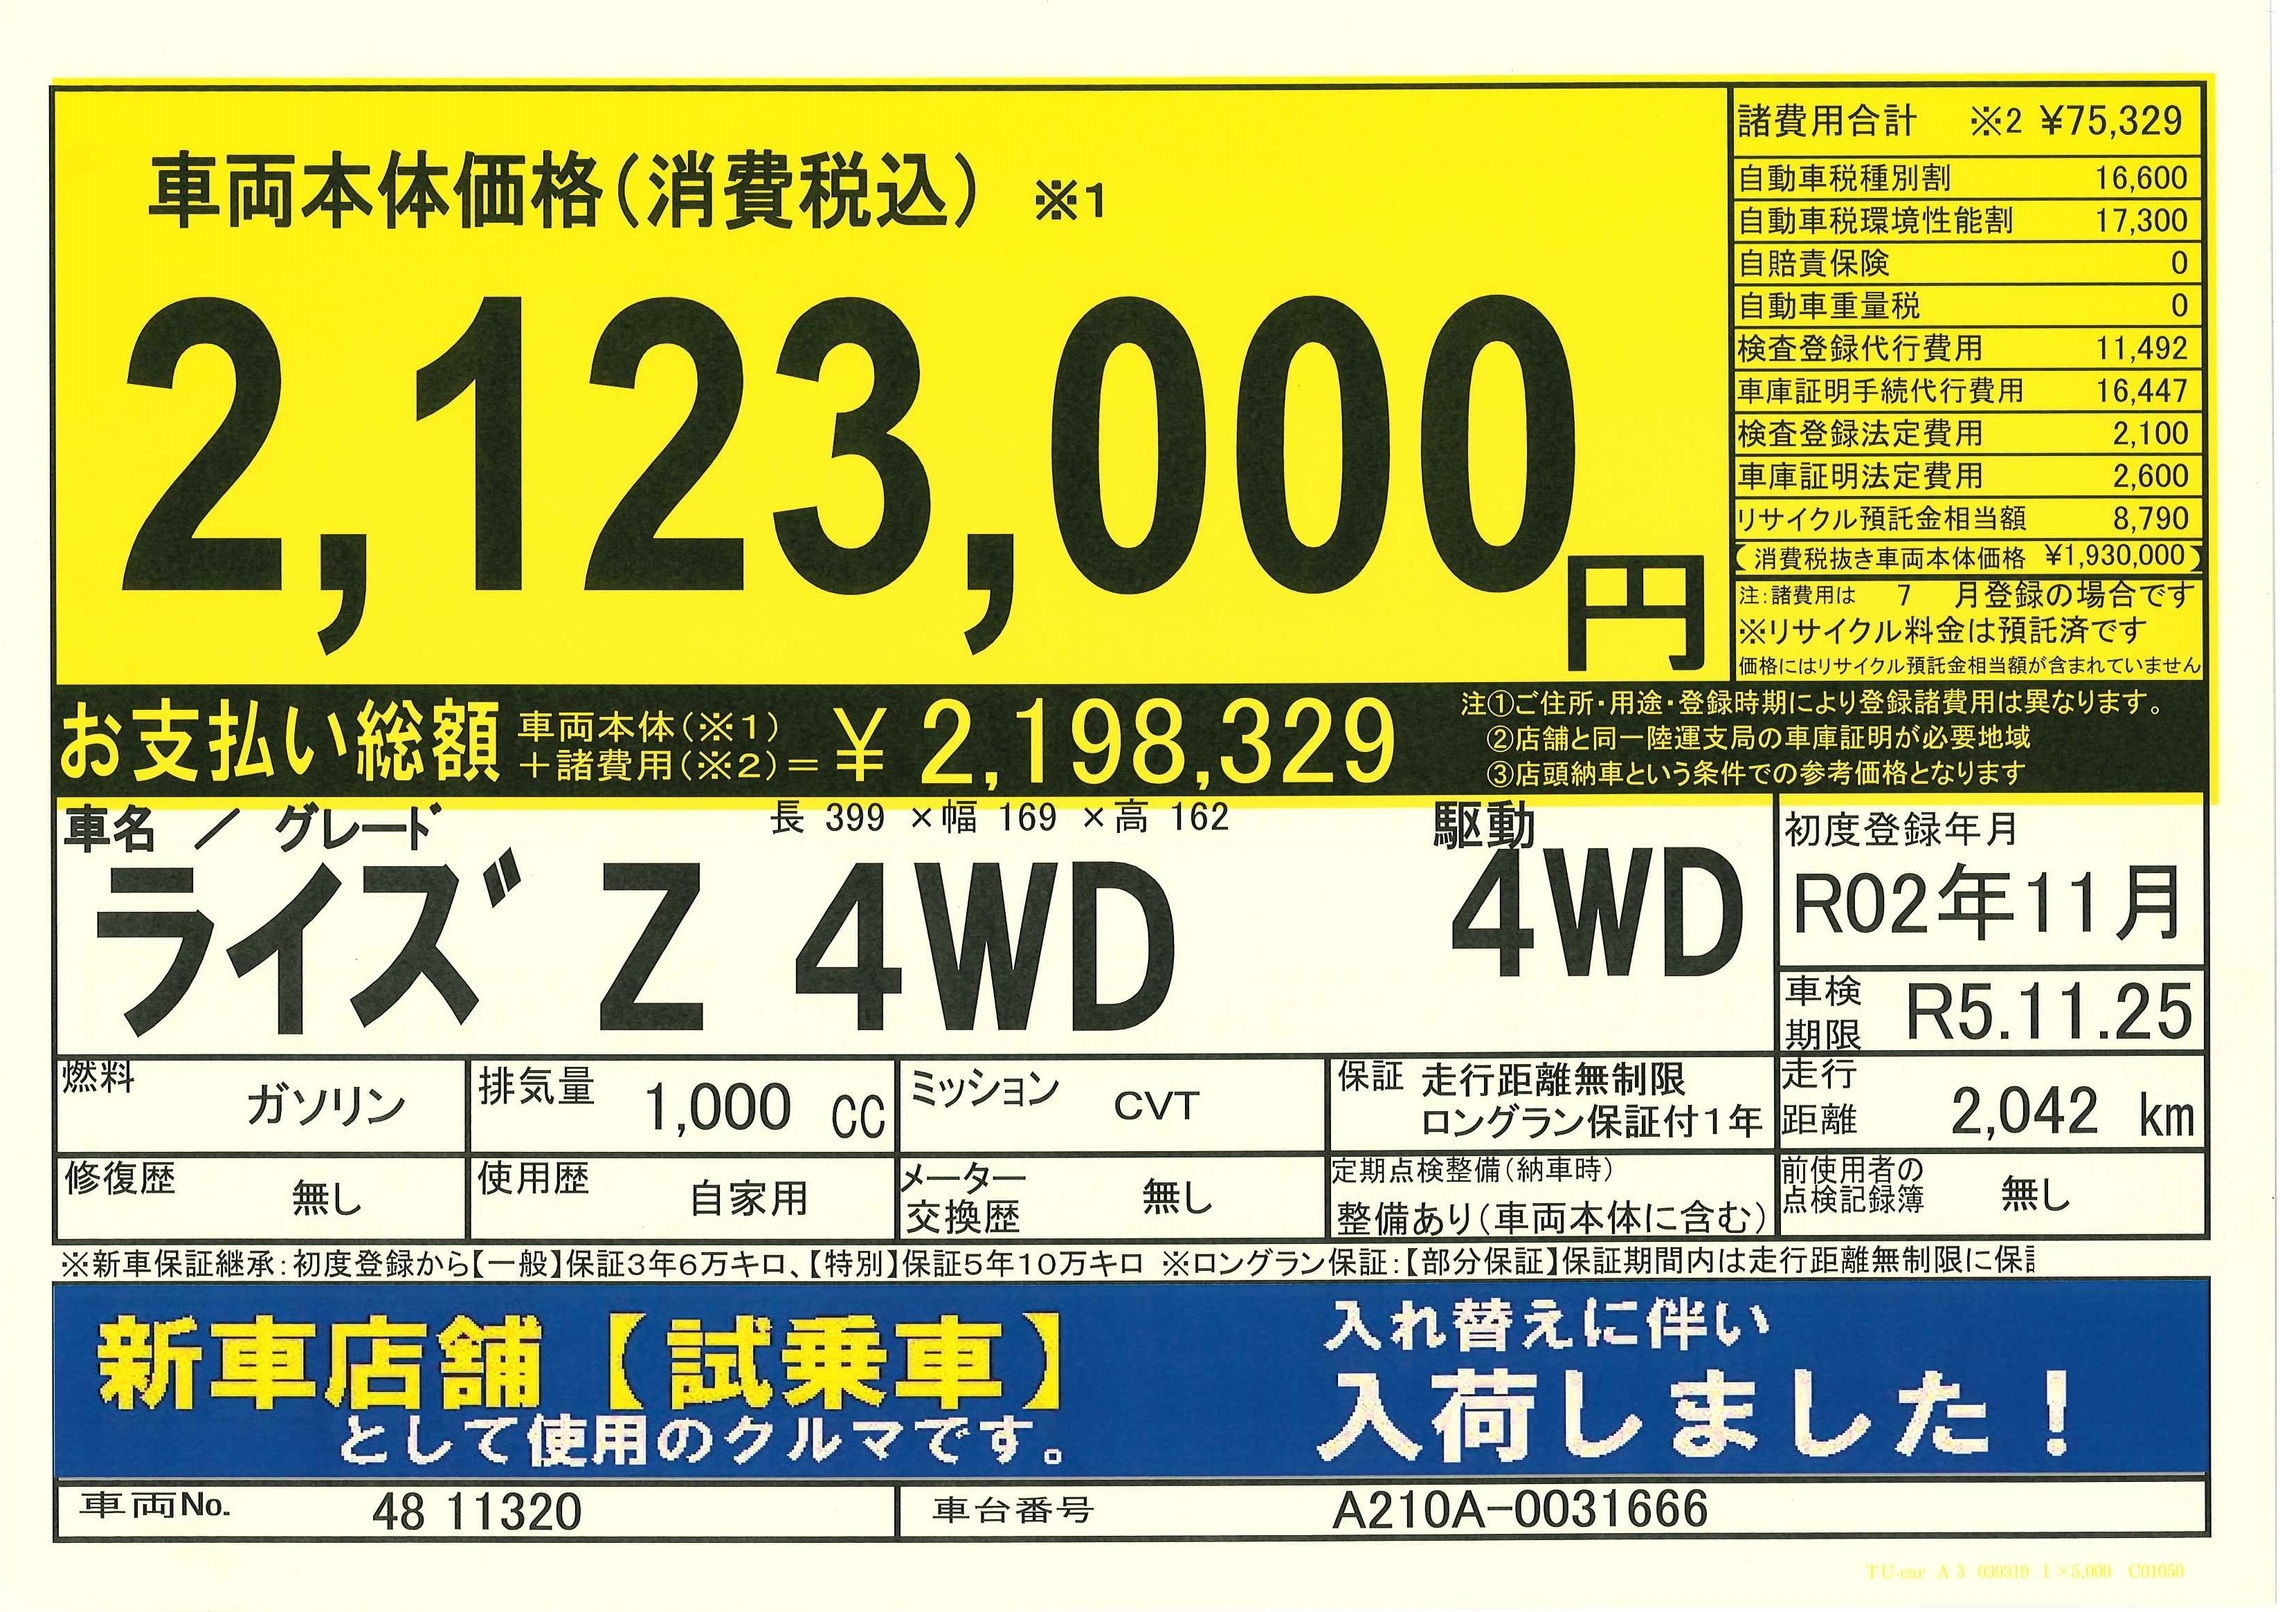 車両本体価格(消費税込) ※1
2,123,000円
諸費用合計 ※2 ¥75,329
自動車税種別割 16,600
自動車税環境性能割 17,300
自賠責保険 0
自動車重量税 0
検査登録代行費用 11,492
車庫証明手続代行費用 16,447
検査登録法定費用 2,100
車庫証明法定費用 2,600
リサイクル預託金相当額 8,790
(消費税抜き車両本体価格 ¥1,930,000)
注:諸費用は 7 月登録の場合です
※リサイクル料金は預託済です
価格にはリサイクル預託金相当額が含まれていません
お支払い総額 車両本体(※1)
+諸費用(※2)= ¥ 2,198,329
注①ご住所・用途・登録時期により登録諸費用は異なります。
②店舗と同一陸運支局の車庫証明が必要地域
③店頭納車という条件での参考価格となります
車名 / グレード 長 399 ×幅 169 ×高 162 駆動
ライズ Z 4WD 4WD
初度登録年月
R02年11月
車検
期限 R5.11.25
燃料 ガソリン
排気量 1,000 CC
ミッション CVT
保証 走行距離無制限
ロングラン保証付1年
走行
距離 2,042 km
修復歴 無し
使用歴 自家用
メーター
交換歴 無し
定期点検整備(納車時)
整備あり(車両本体に含む)
前使用者の
点検記録簿 無し
※新車保証継承:初度登録から【一般】保証3年6万キロ、【特別】保証5年10万キロ ※ロングラン保証:【部分保証】保証期間内は走行距離無制限に保
新車店舗【試乗車】
として使用のクルマです。
入れ替えに伴い
入荷しました!
車両No. 48 11320
車台番号 A210A-0031666
TU-car A3 030319 1×5,000 C01050